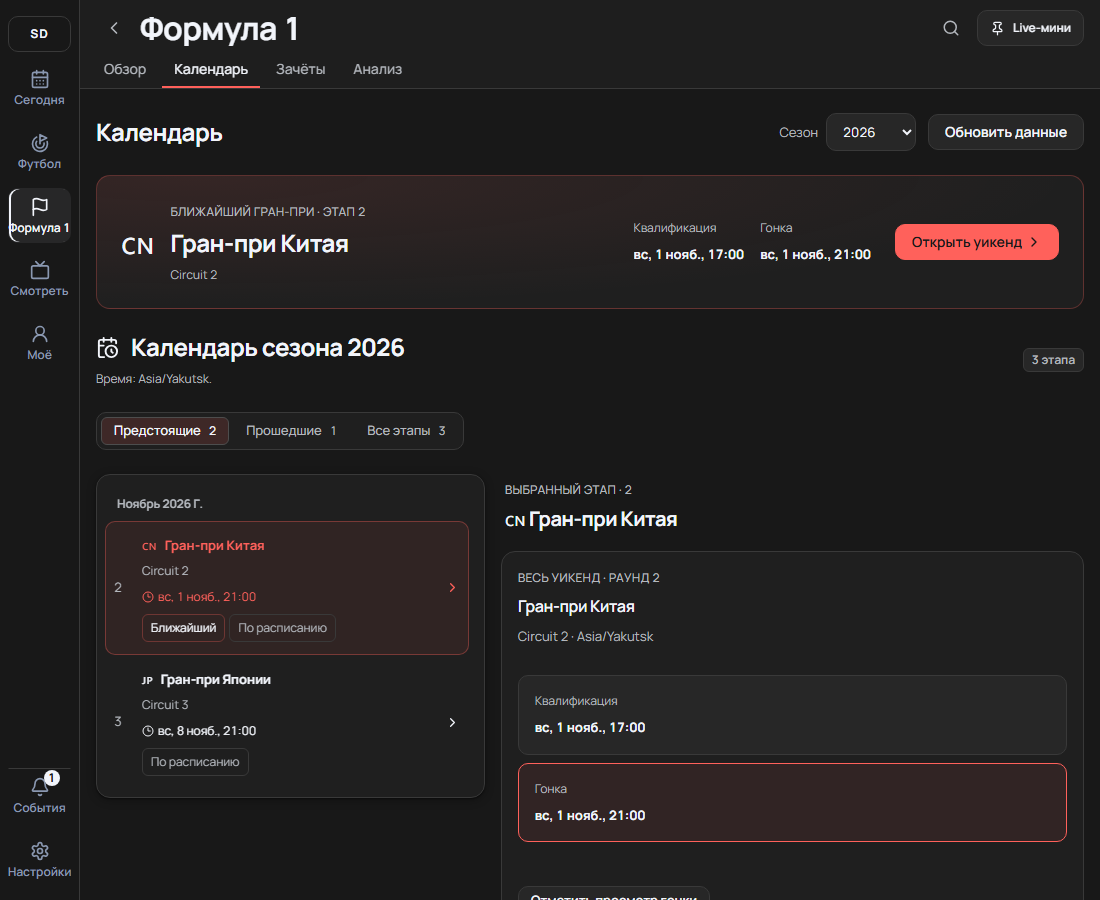 SD
Сегодня
Футбол
Формула 1
Смотреть
Моё
1
События
Настройки
Формула 1
Live-мини
Обзор
Календарь
Зачёты
Анализ
Календарь
Сезон
2026
Обновить данные
БЛИЖАЙШИЙ ГРАН-ПРИ · ЭТАП 2
CN
Гран-при Китая
Circuit 2
Квалификация
вс, 1 нояб., 17:00
Гонка
вс, 1 нояб., 21:00
Открыть уикенд
Календарь сезона 2026
Время: Asia/Yakutsk.
3 этапа
Предстоящие 2
Прошедшие 1
Все этапы 3
Ноябрь 2026 Г.
2
CN Гран-при Китая
Circuit 2
вс, 1 нояб., 21:00
Ближайший
По расписанию
3
JP Гран-при Японии
Circuit 3
вс, 8 нояб., 21:00
По расписанию
ВЫБРАННЫЙ ЭТАП · 2
CN Гран-при Китая
ВЕСЬ УИКЕНД · РАУНД 2
Гран-при Китая
Circuit 2 · Asia/Yakutsk
Квалификация
вс, 1 нояб., 17:00
Гонка
вс, 1 нояб., 21:00
Отметить просмотр гонки